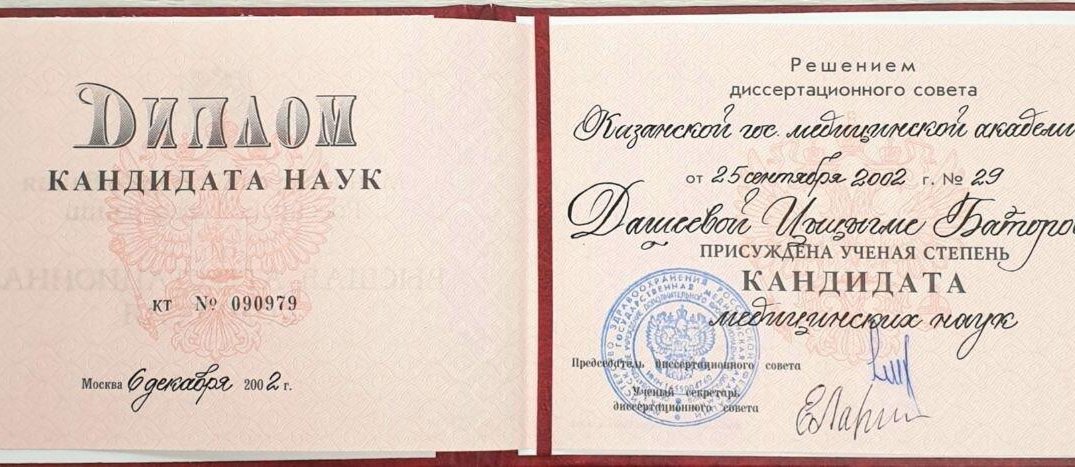 ДИПЛОМ
КАНДИДАТА НАУК
КТ № 090979
Москва 6 декабря 2002 г.
Решением
диссертационного совета
Казанской гос. медицинской академи
от 25 сентября 2002 г. № 29
Дашеевой Цыцыгме Баторов
ПРИСУЖДЕНА УЧЕНАЯ СТЕПЕНЬ
КАНДИДАТА
медицинских наук
Председатель диссертационного совета
Ученый секретарь
диссертационного совета